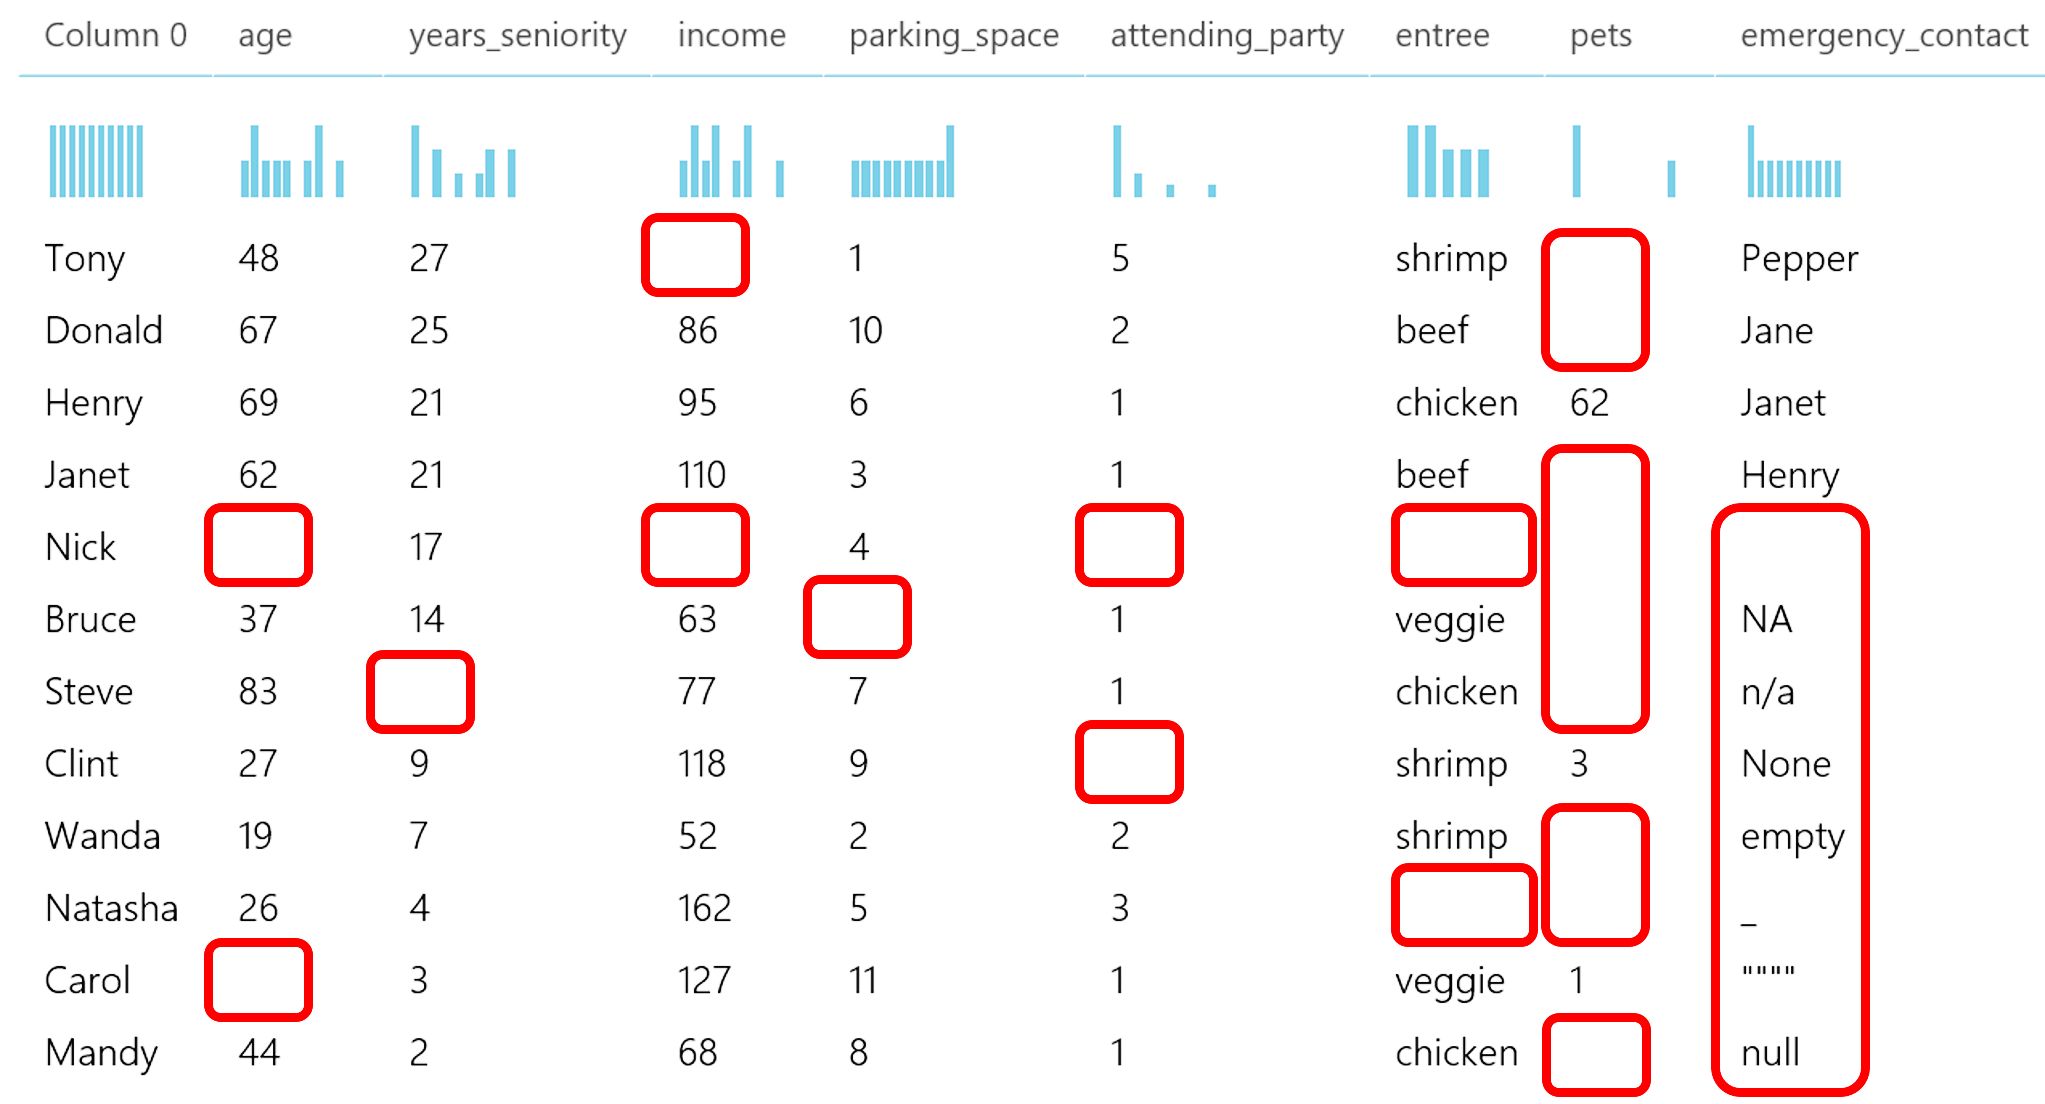 Column 0 age years_seniority income parking_space attending_party entree pets emergency_contact
Tony 48 27 1 5 shrimp Pepper
Donald 67 25 86 10 2 beef Jane
Henry 69 21 95 6 1 chicken 62 Janet
Janet 62 21 110 3 1 beef Henry
Nick 17 4
Bruce 37 14 63 1 veggie NA
Steve 83 77 7 1 chicken n/a
Clint 27 9 118 9 shrimp 3 None
Wanda 19 7 52 2 2 shrimp empty
Natasha 26 4 162 5 3 _
Carol 3 127 11 1 veggie 1 """"
Mandy 44 2 68 8 1 chicken null